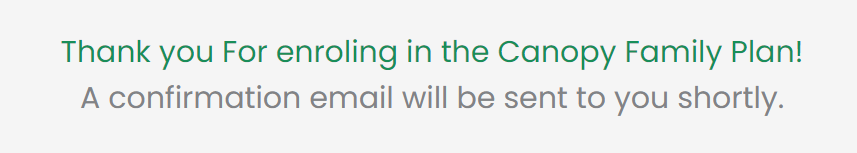 Thank you For enroling in the Canopy Family Plan!
A confirmation email will be sent to you shortly.